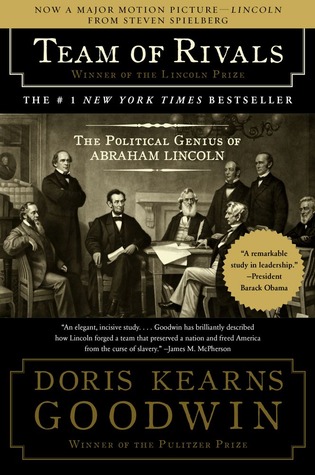 NOW A MAJOR MOTION PICTURE—LINCOLN
FROM STEVEN SPIELBERG
TEAM OF RIVALS
WINNER OF THE LINCOLN PRIZE
THE #1 NEW YORK TIMES BESTSELLER
THE POLITICAL GENIUS OF
ABRAHAM LINCOLN
“A remarkable
study in leadership.”
—President
Barack Obama
“An elegant, incisive study. . . . Goodwin has brilliantly described
how Lincoln forged a team that preserved a nation and freed America
from the curse of slavery.” —James M. McPherson
DORIS KEARNS
GOODWIN
WINNER OF THE PULITZER PRIZE